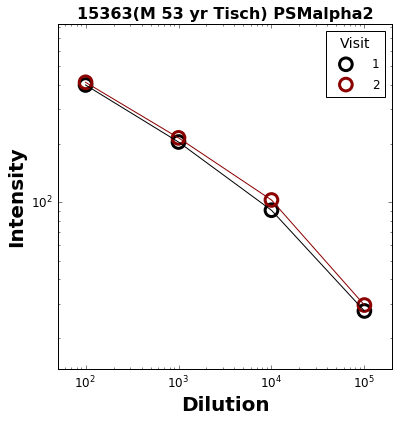 15363(M 53 yr Tisch) PSMalpha2
Visit
1
2
Intensity
10²
10² 10³ 10⁴ 10⁵
Dilution